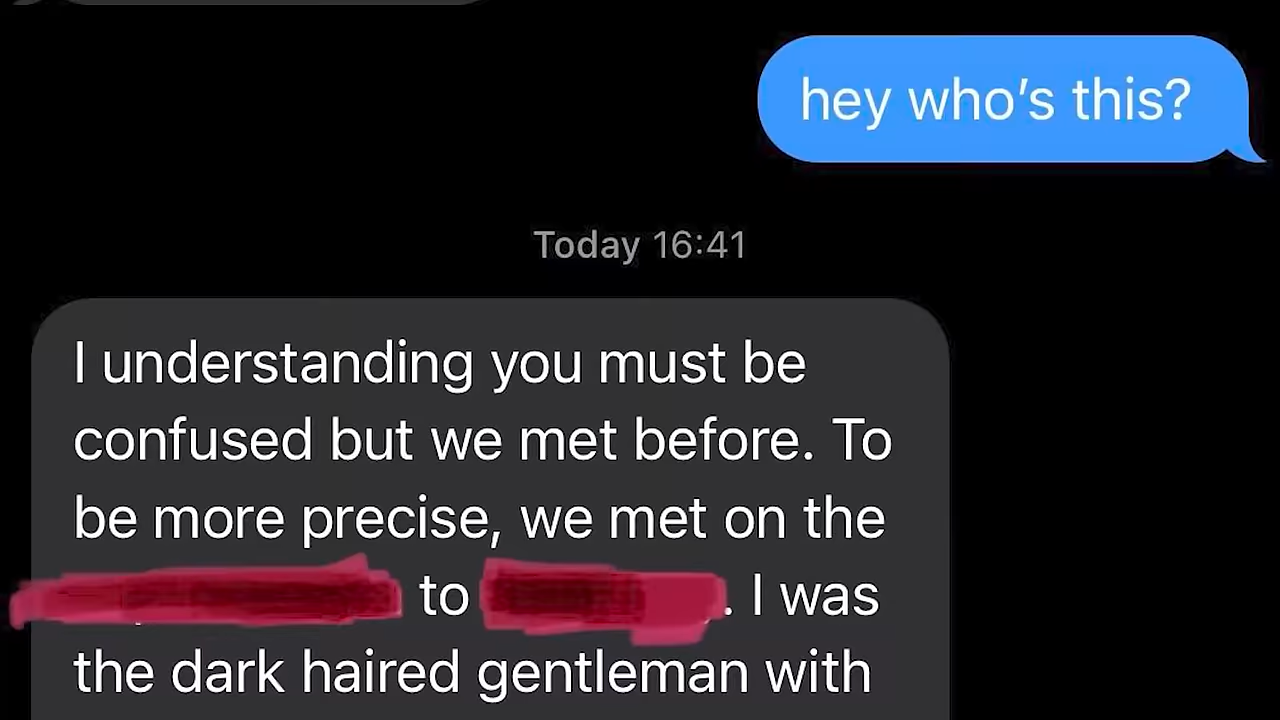 hey who's this?
Today 16:41
I understanding you must be
confused but we met before. To
be more precise, we met on the
to . I was
the dark haired gentleman with